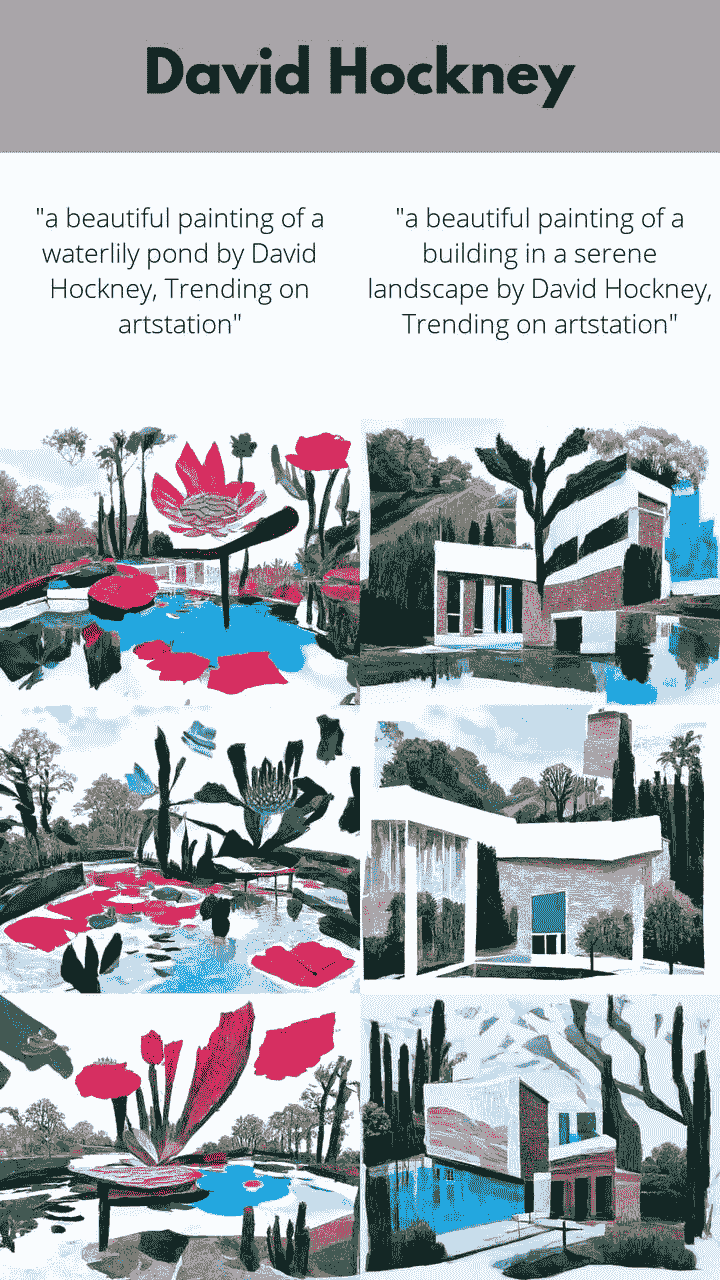 David Hockney
"a beautiful painting of a
waterlily pond by David
Hockney, Trending on
artstation"
"a beautiful painting of a
building in a serene
landscape by David Hockney,
Trending on artstation"